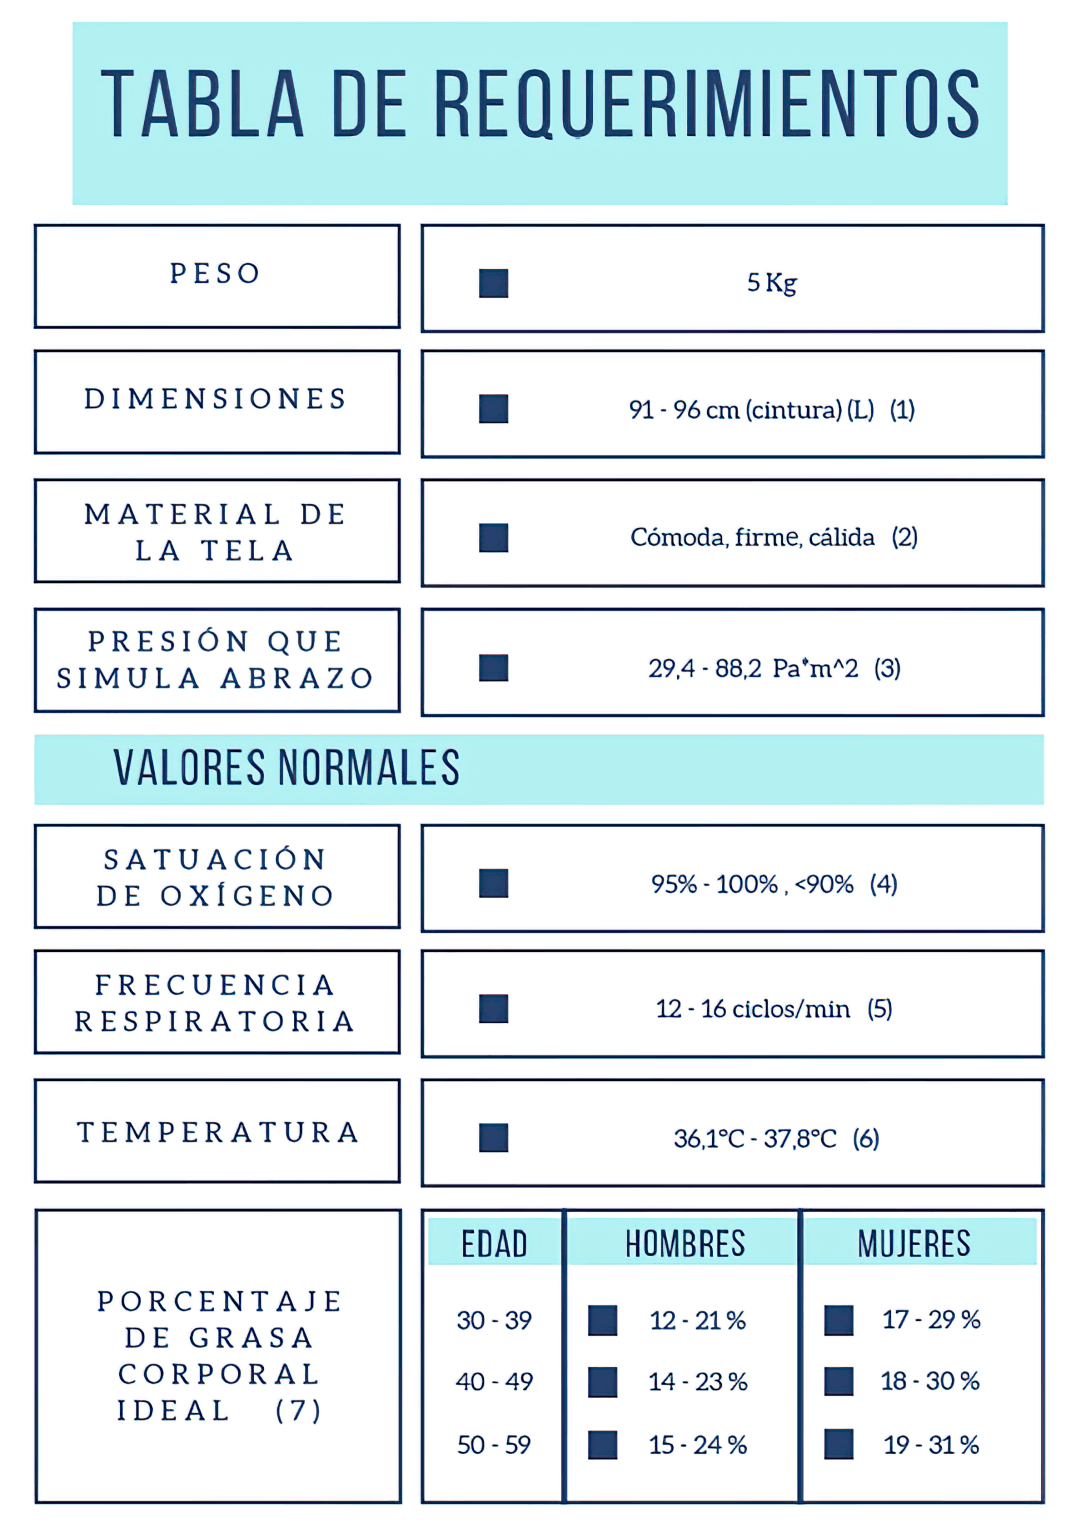 TABLA DE REQUERIMIENTOS
PESO
5 Kg
DIMENSIONES
91 - 96 cm (cintura) (L) (1)
MATERIAL DE
LA TELA
Cómoda, firme, cálida (2)
PRESIÓN QUE
SIMULA ABRAZO
29,4 - 88,2 Pa*m^2 (3)
VALORES NORMALES
SATUACIÓN
DE OXÍGENO
95% - 100% , <90% (4)
FRECUENCIA
RESPIRATORIA
12 - 16 ciclos/min (5)
TEMPERATURA
36,1°C - 37,8°C (6)
PORCENTAJE
DE GRASA
CORPORAL
IDEAL (7)
EDAD HOMBRES MUJERES
30 - 39 12 - 21 % 17 - 29 %
40 - 49 14 - 23 % 18 - 30 %
50 - 59 15 - 24 % 19 - 31 %